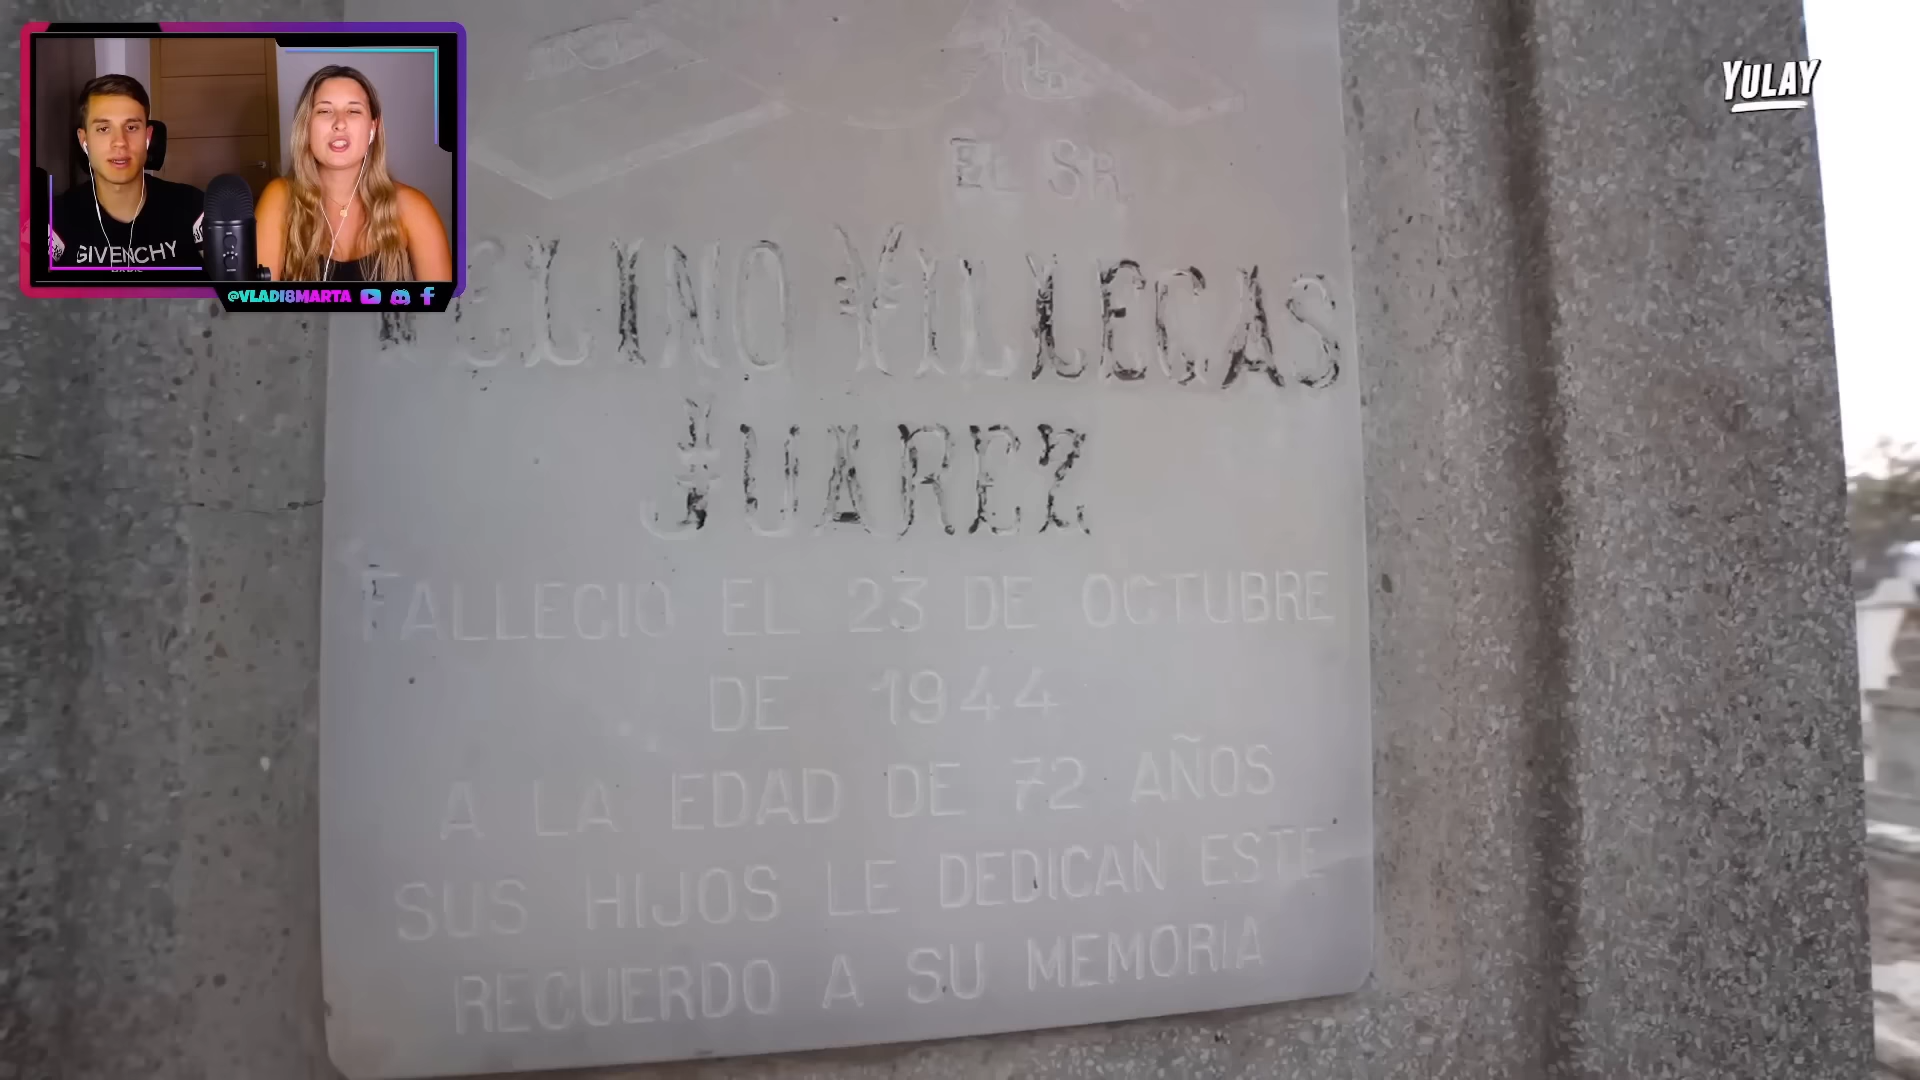 YULAY
GIVENCHY
@VLADI8MARTA
EL SR.
VILLEGAS
JUAREZ
FALLECIO EL 23 DE OCTUBRE
DE 1944
A LA EDAD DE 72 AÑOS
SUS HIJOS LE DEDICAN ESTE
RECUERDO A SU MEMORIA